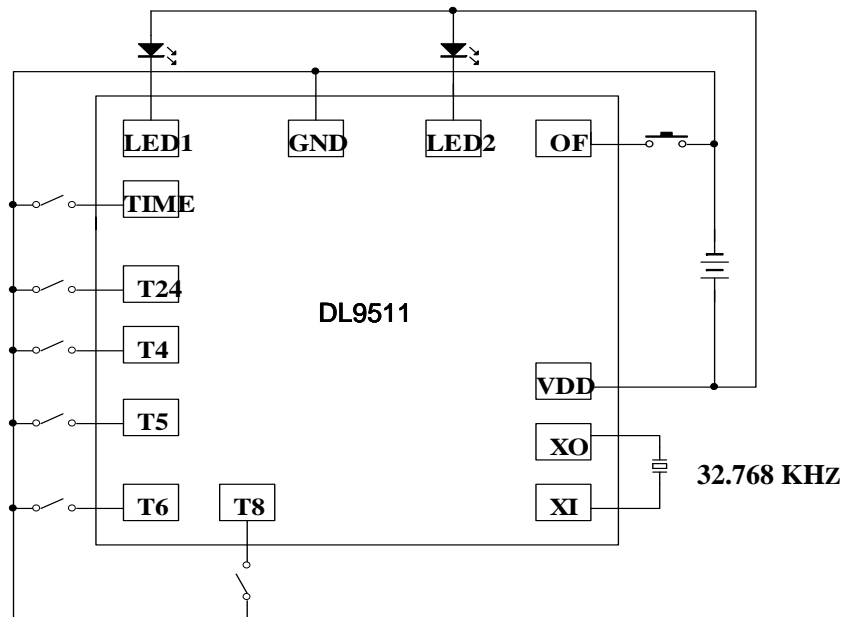 LED1 GND LED2 OF
TIME
T24
DL9511
T4
VDD
T5
XO
32.768 KHz
T6 T8 XI